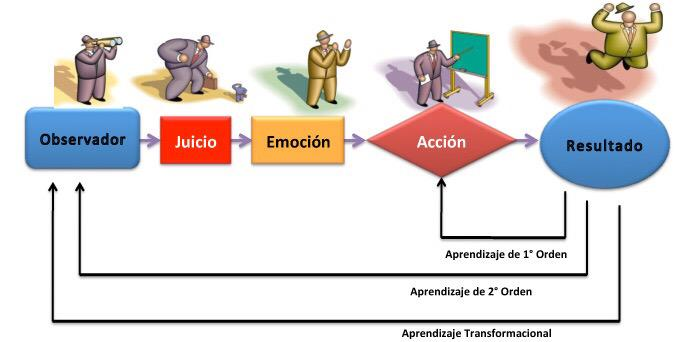 Observador
Juicio
Emoción
Acción
Resultado
Aprendizaje de 1° Orden
Aprendizaje de 2° Orden
Aprendizaje Transformacional